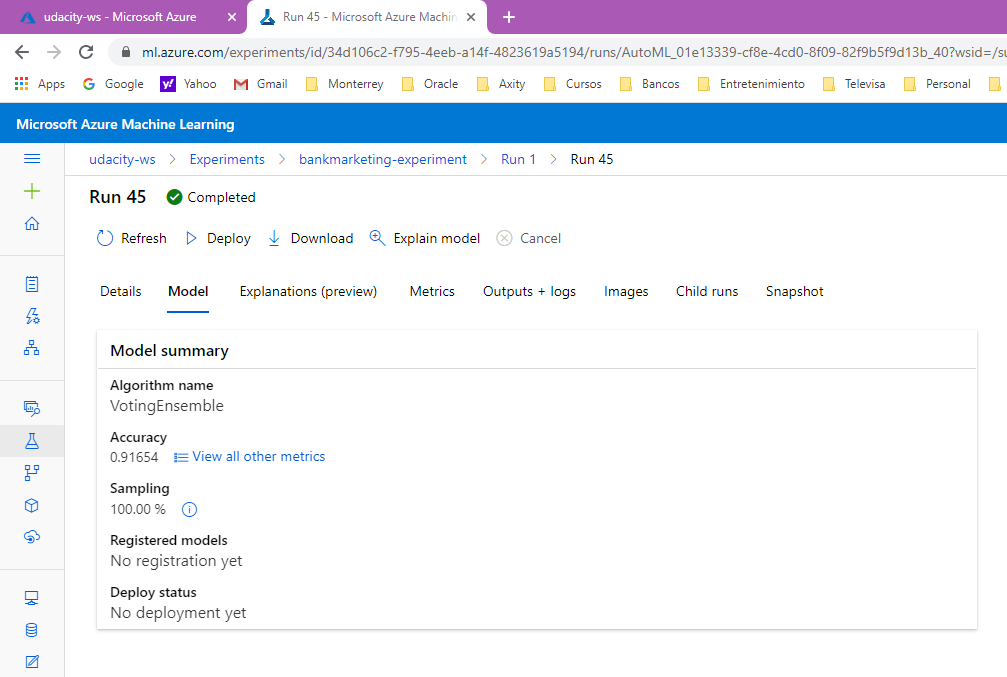 udacity-ws - Microsoft Azure
Run 45 - Microsoft Azure Machin
ml.azure.com/experiments/id/34d106c2-f795-4eeb-a14f-4823619a5194/runs/AutoML_01e13339-cf8e-4cd0-8f09-82f9b5f9d13b_40?wsid=/su
Apps Google Yahoo Gmail Monterrey Oracle Axity Cursos Bancos Entretenimiento Televisa Personal
Microsoft Azure Machine Learning
udacity-ws > Experiments > bankmarketing-experiment > Run 1 > Run 45
Run 45 Completed
Refresh Deploy Download Explain model Cancel
Details Model Explanations (preview) Metrics Outputs + logs Images Child runs Snapshot
Model summary
Algorithm name
VotingEnsemble
Accuracy
0.91654 View all other metrics
Sampling
100.00 %
Registered models
No registration yet
Deploy status
No deployment yet